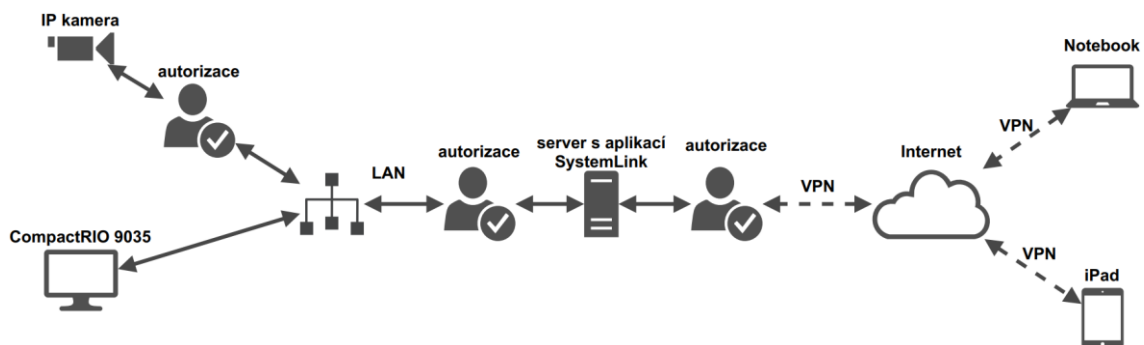 IP kamera
autorizace
CompactRIO 9035
LAN
autorizace
server s aplikací
SystemLink
autorizace
VPN
Internet
VPN
Notebook
VPN
iPad